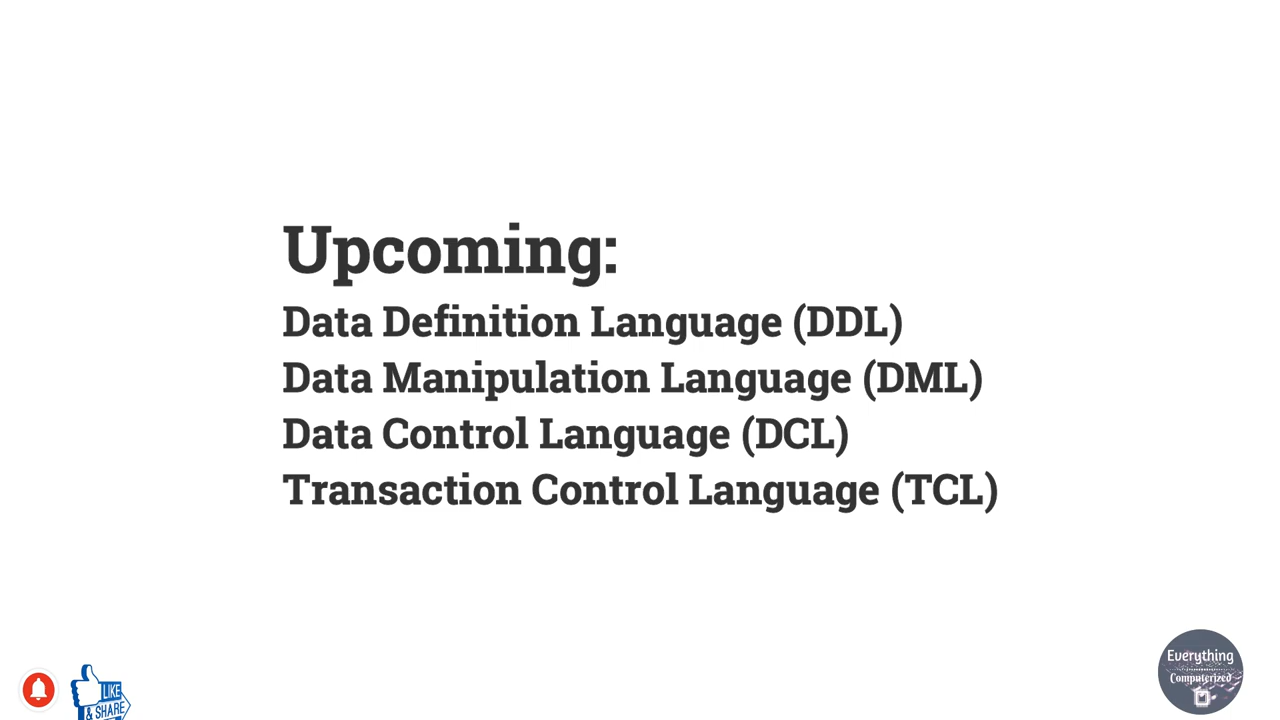 Upcoming:
Data Definition Language (DDL)
Data Manipulation Language (DML)
Data Control Language (DCL)
Transaction Control Language (TCL)
LIKE
& SHARE
Everything
Computerized